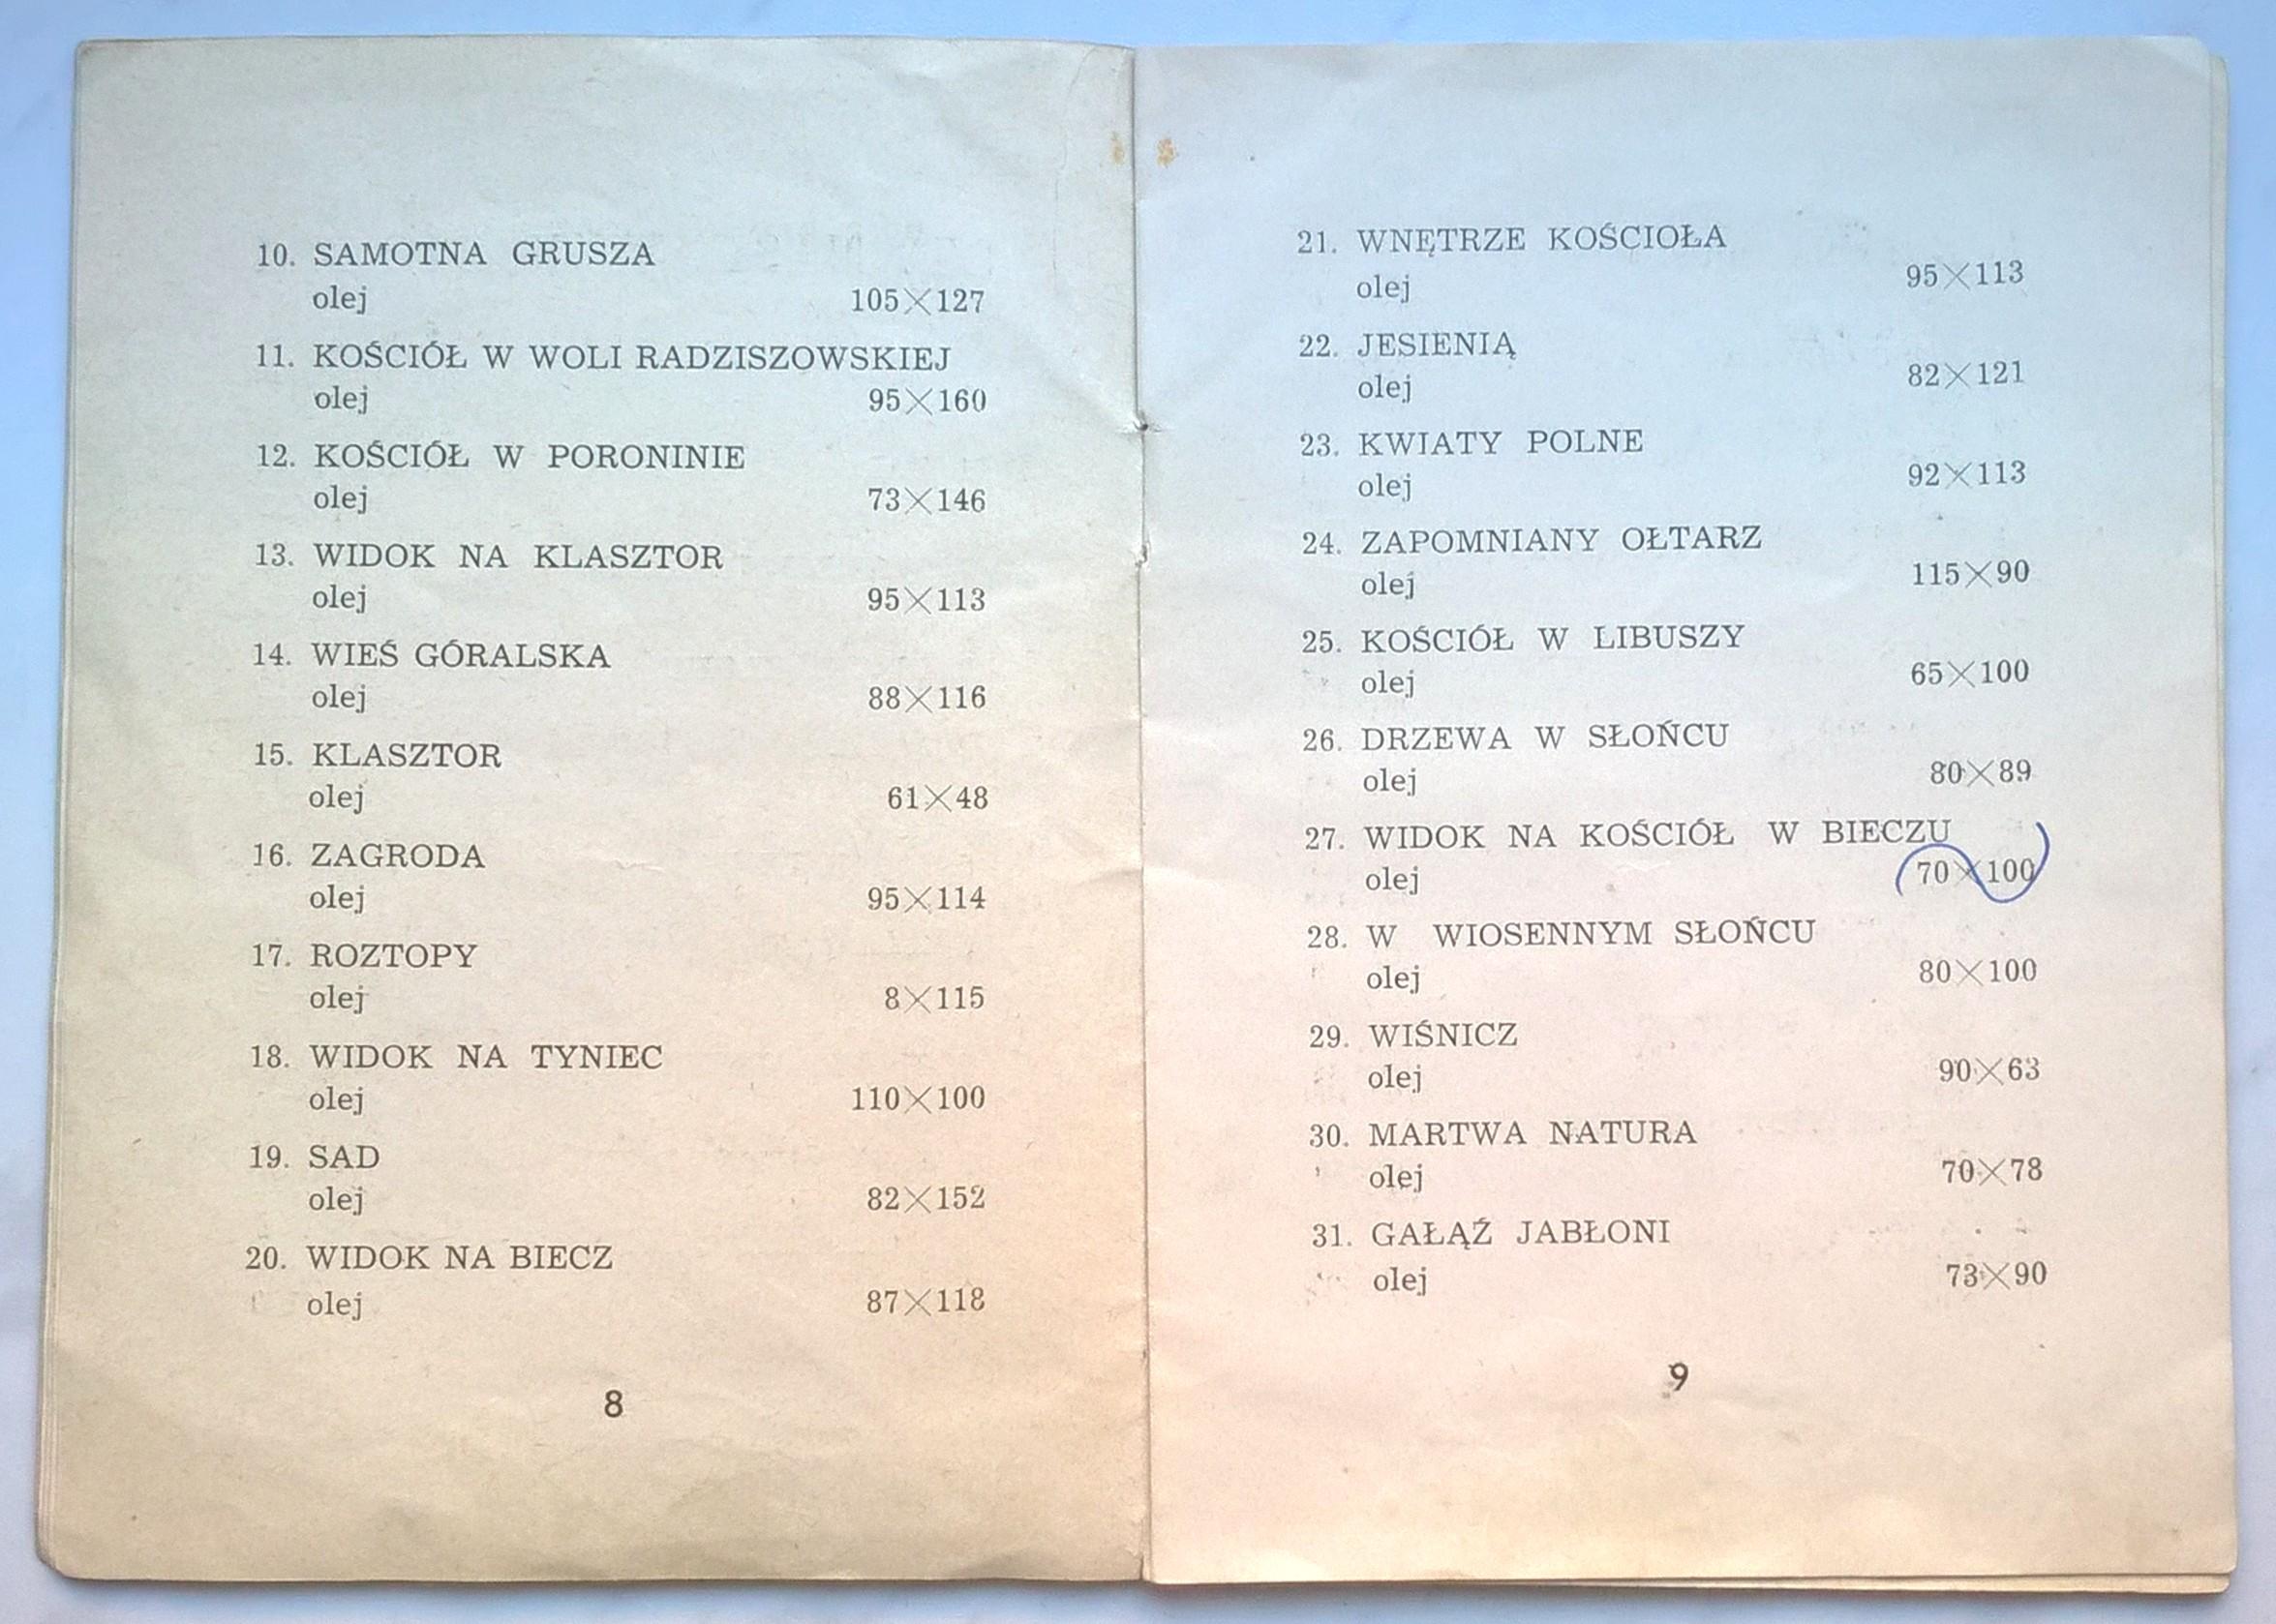 10. SAMOTNA GRUSZA
olej 105×127
11. KOŚCIÓŁ W WOLI RADZISZOWSKIEJ
olej 95×160
12. KOŚCIÓŁ W PORONINIE
olej 73×146
13. WIDOK NA KLASZTOR
olej 95×113
14. WIEŚ GÓRALSKA
olej 88×116
15. KLASZTOR
olej 61×48
16. ZAGRODA
olej 95×114
17. ROZTOPY
olej 8×115
18. WIDOK NA TYNIEC
olej 110×100
19. SAD
olej 82×152
20. WIDOK NA BIECZ
olej 87×118
8
21. WNĘTRZE KOŚCIOŁA
olej 95×113
22. JESIENIĄ
olej 82×121
23. KWIATY POLNE
olej 92×113
24. ZAPOMNIANY OŁTARZ
olej 115×90
25. KOŚCIÓŁ W LIBUSZY
olej 65×100
26. DRZEWA W SŁOŃCU
olej 80×89
27. WIDOK NA KOŚCIÓŁ W BIECZU
olej 70×100
28. W WIOSENNYM SŁOŃCU
olej 80×100
29. WIŚNICZ
olej 90×63
30. MARTWA NATURA
olej 70×78
31. GAŁĄŹ JABŁONI
olej 73×90
9